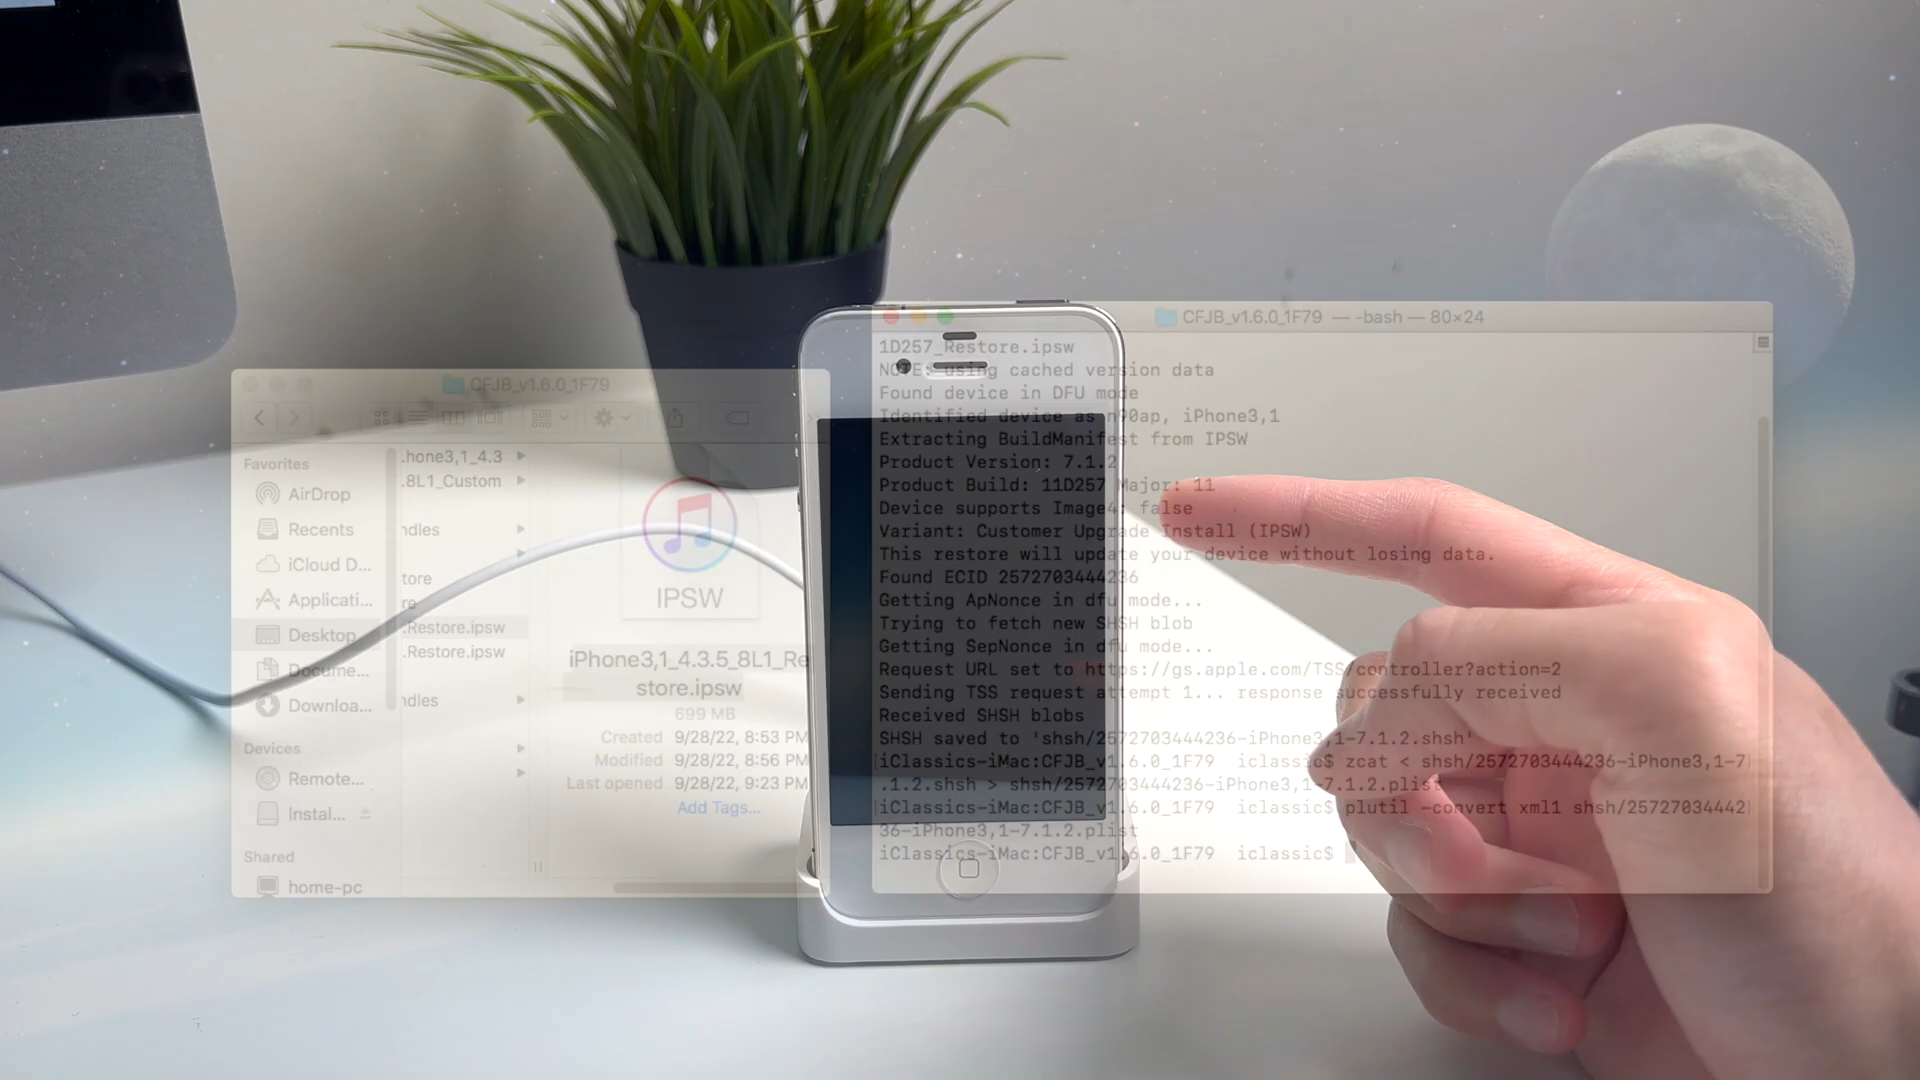 CFJB_v1.6.0_1F79
Favorites
AirDrop
Recents
iCloud D...
Applicati...
Desktop
Docume...
Downloa...
Devices
Remote...
Instal...
Shared
home-pc
.hone3,1_4.3
.8L1_Custom
ndles
tore
re
.Restore.ipsw
.Restore.ipsw
ndles
IPSW
iPhone3,1_4.3.5_8L1_Re
store.ipsw
699 MB
Created 9/28/22, 8:53 PM
Modified 9/28/22, 8:56 PM
Last opened 9/28/22, 9:23 PM
Add Tags...
CFJB_v1.6.0_1F79 — -bash — 80×24
1D257_Restore.ipsw
NOTE: using cached version data
Found device in DFU mode
Identified device as n90ap, iPhone3,1
Extracting BuildManifest from IPSW
Product Version: 7.1.2
Product Build: 11D257 Major: 11
Device supports Image4: false
Variant: Customer Upgrade Install (IPSW)
This restore will update your device without losing data.
Found ECID 2572703444236
Getting ApNonce in dfu mode...
Trying to fetch new SHSH blob
Getting SepNonce in dfu mode...
Request URL set to https://gs.apple.com/TSS/controller?action=2
Sending TSS request attempt 1... response successfully received
Received SHSH blobs
SHSH saved to 'shsh/2572703444236-iPhone3,1-7.1.2.shsh'
[iClassics-iMac:CFJB_v1.6.0_1F79 iclassic$ zcat < shsh/2572703444236-iPhone3,1-7]
.1.2.shsh > shsh/2572703444236-iPhone3,1-7.1.2.plist
[iClassics-iMac:CFJB_v1.6.0_1F79 iclassic$ plutil -convert xml1 shsh/25727034442]
36-iPhone3,1-7.1.2.plist
iClassics-iMac:CFJB_v1.6.0_1F79 iclassic$